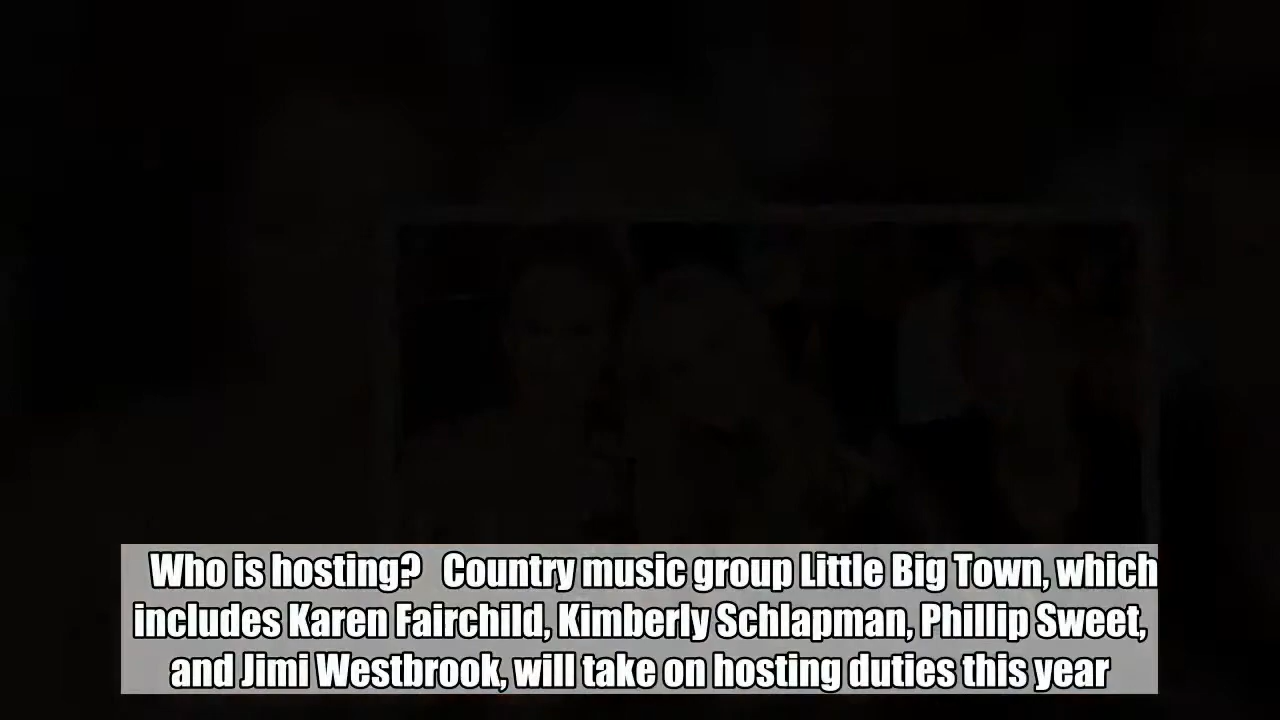 Who is hosting? Country music group Little Big Town, which
includes Karen Fairchild, Kimberly Schlapman, Phillip Sweet,
and Jimi Westbrook, will take on hosting duties this year